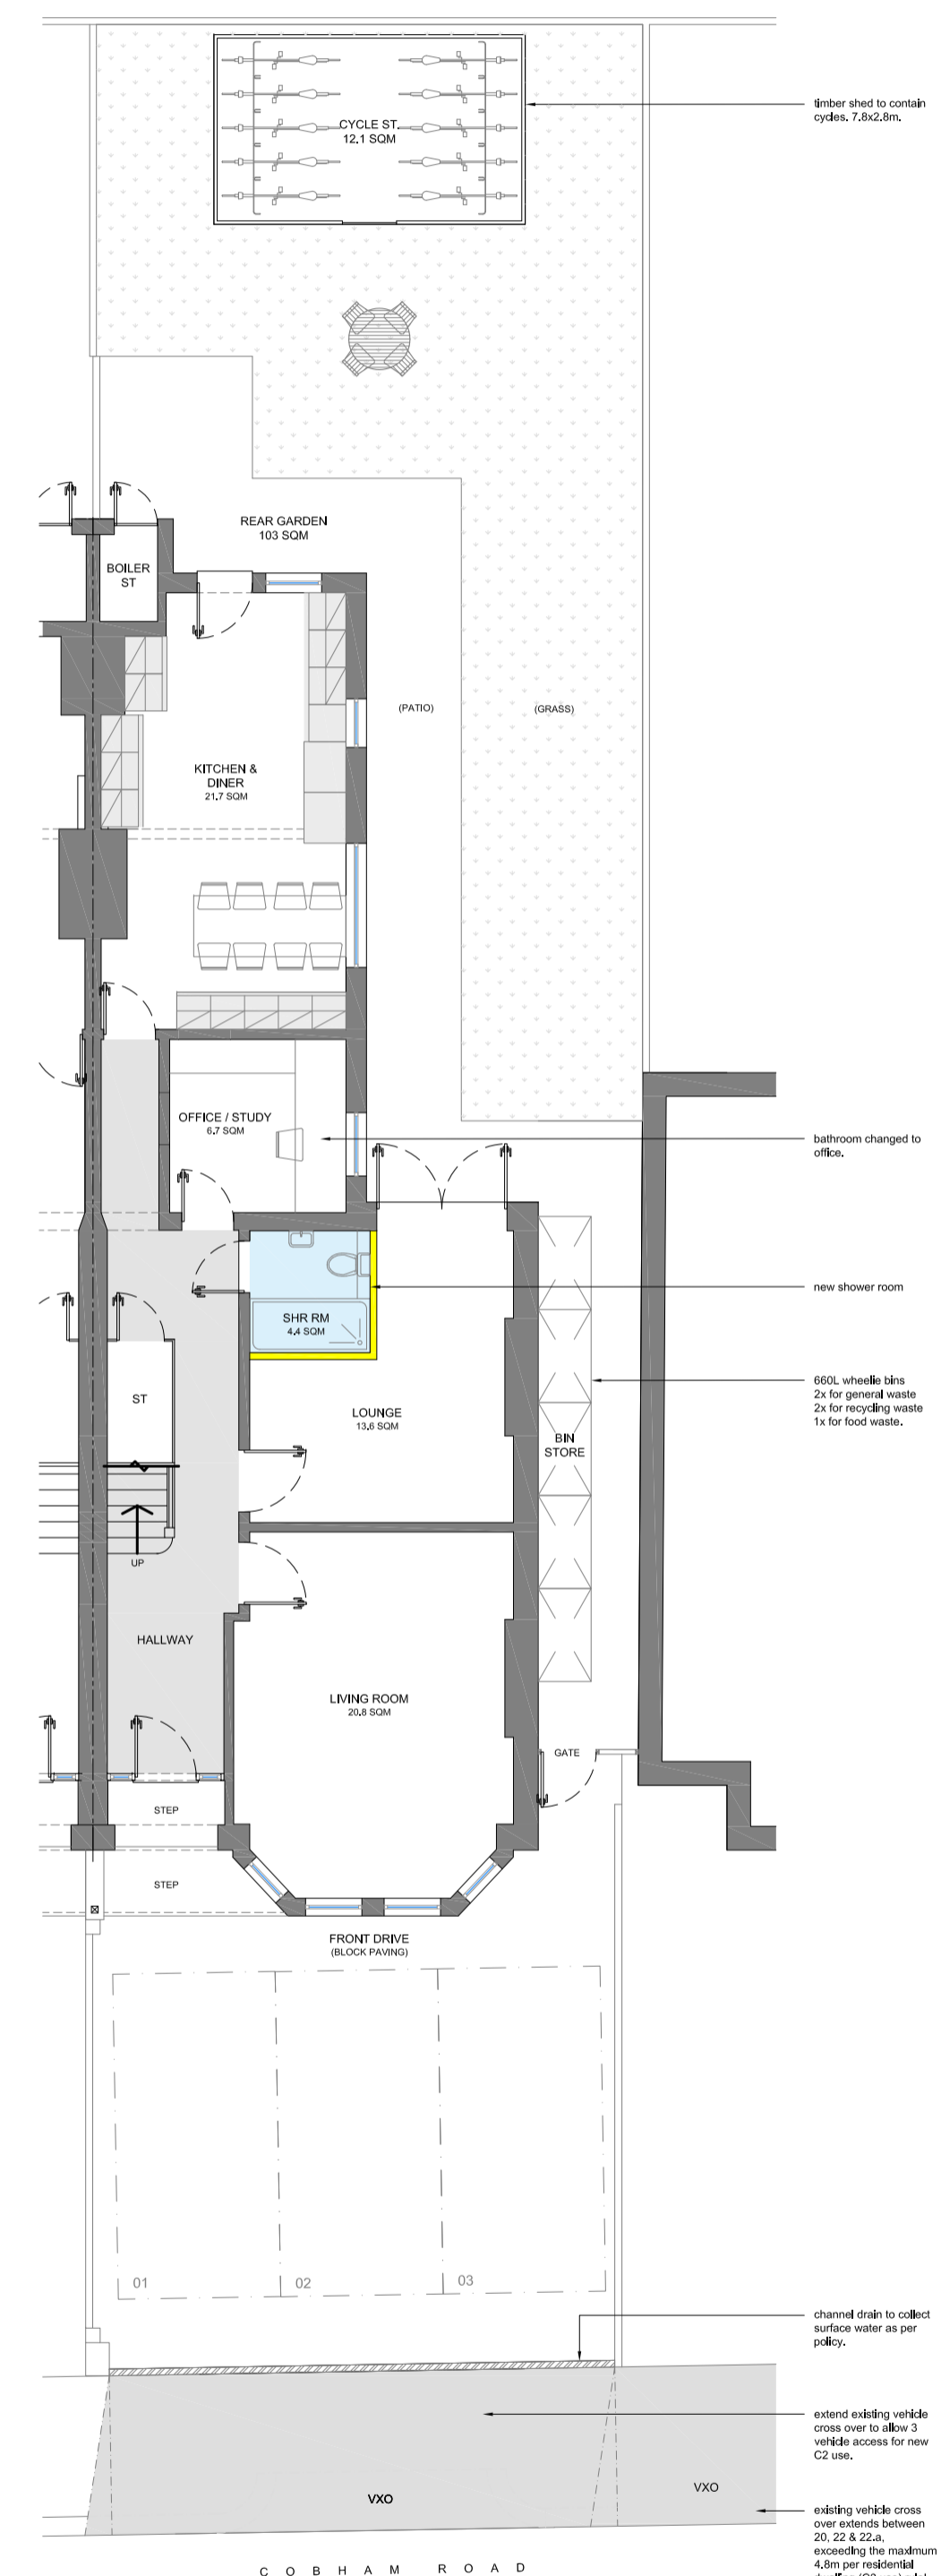 timber shed to contain
cycles. 7.8x2.8m.
CYCLE ST.
12.1 SQM
REAR GARDEN
103 SQM
BOILER
ST
(PATIO)
(GRASS)
KITCHEN &
DINER
21.7 SQM
OFFICE / STUDY
6.7 SQM
bathroom changed to
office.
new shower room
SHR RM
4.4 SQM
660L wheelie bins
2x for general waste
2x for recycling waste
1x for food waste.
ST
LOUNGE
13.6 SQM
BIN
STORE
UP
HALLWAY
LIVING ROOM
20.8 SQM
GATE
STEP
STEP
FRONT DRIVE
(BLOCK PAVING)
01
02
03
channel drain to collect
surface water as per
policy.
extend existing vehicle
cross over to allow 3
vehicle access for new
C2 use.
VXO
VXO
existing vehicle cross
over extends between
20, 22 & 22.a,
exceeding the maximum
4.8m per residential
COBHAM ROAD